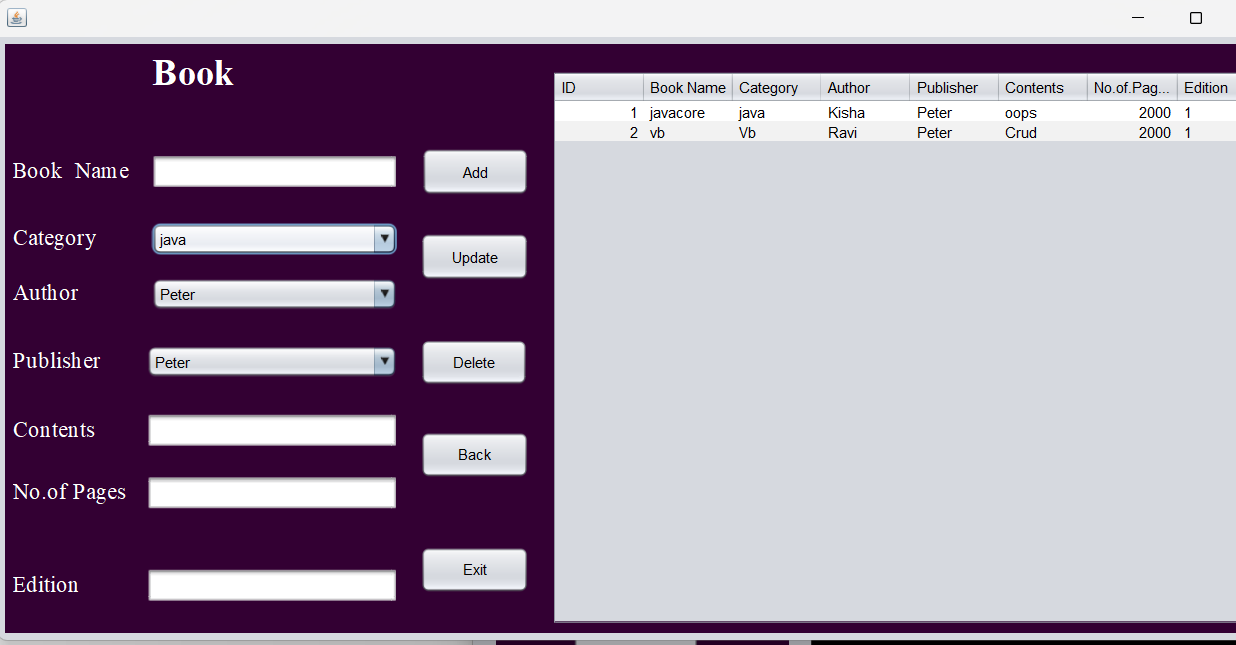 Book
Book Name
Add
Category
java
Update
Author
Peter
Publisher
Peter
Delete
Contents
Back
No.of Pages
Edition
Exit
ID Book Name Category Author Publisher Contents No.of.Pag... Edition
1 javacore java Kisha Peter oops 2000 1
2 vb Vb Ravi Peter Crud 2000 1